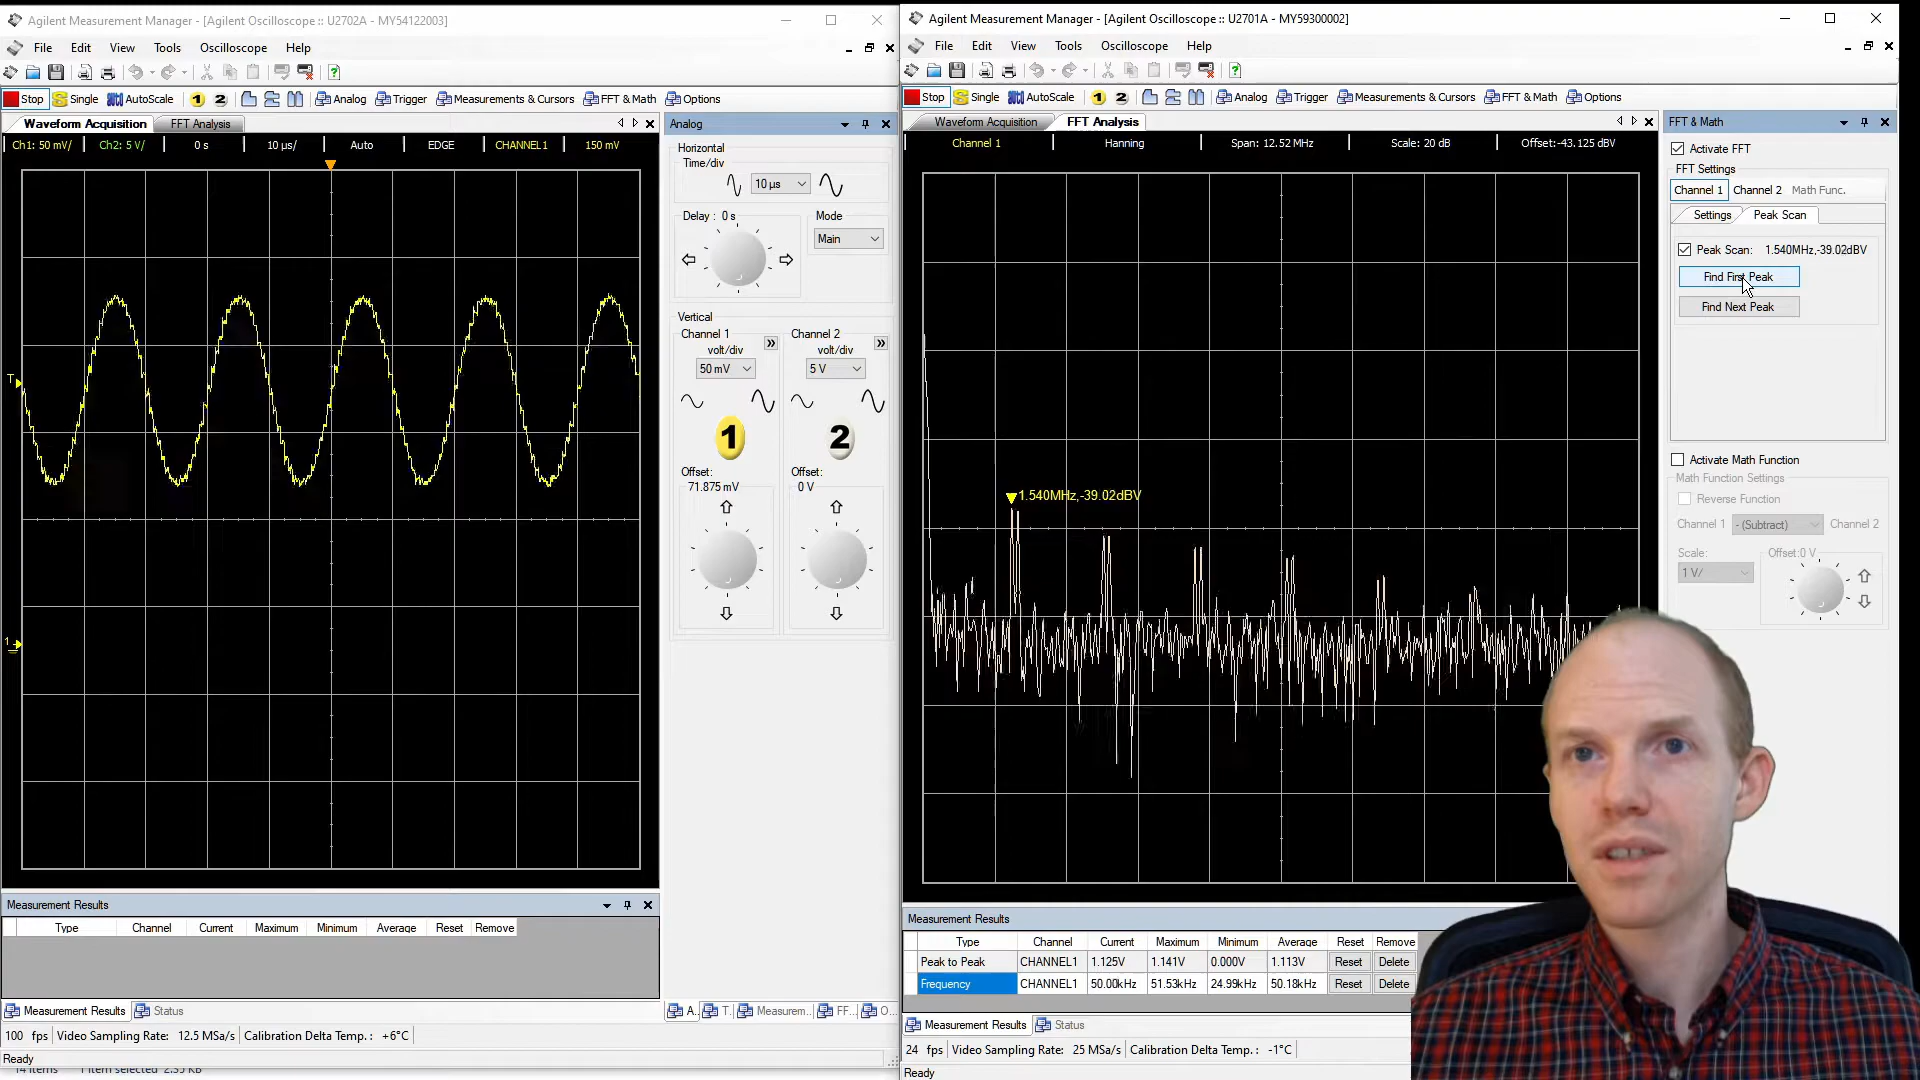 Agilent Measurement Manager - [Agilent Oscilloscope :: U2702A - MY54122003]
File Edit View Tools Oscilloscope Help
Stop Single AutoScale 1 2 Analog Trigger Measurements & Cursors FFT & Math Options
Waveform Acquisition FFT Analysis
Ch1: 50 mV/ Ch2: 5 V/ 0 s 10 µs/ Auto EDGE CHANNEL1 150 mV
T
1
Analog
Horizontal
Time/div
10 µs
Delay : 0 s Mode
Main
Vertical
Channel 1 Channel 2
volt/div volt/div
50 mV 5 V
1 2
Offset: Offset:
71.875 mV 0 V
Measurement Results
Type Channel Current Maximum Minimum Average Reset Remove
Measurement Results Status
A.. T. Measurem.. FF.. O..
100 fps Video Sampling Rate: 12.5 MSa/s Calibration Delta Temp. : +6°C
Ready
14 items 1 item selected 2.35 KB
Agilent Measurement Manager - [Agilent Oscilloscope :: U2701A - MY59300002]
File Edit View Tools Oscilloscope Help
Stop Single AutoScale 1 2 Analog Trigger Measurements & Cursors FFT & Math Options
Waveform Acquisition FFT Analysis
Channel 1 Hanning Span: 12.52 MHz Scale: 20 dB Offset:-43.125 dBV
1.540MHz,-39.02dBV
FFT & Math
Activate FFT
FFT Settings
Channel 1 Channel 2 Math Func.
Settings Peak Scan
Peak Scan: 1.540MHz,-39.02dBV
Find First Peak
Find Next Peak
Activate Math Function
Math Function Settings
Reverse Function
Channel 1 - (Subtract) Channel 2
Scale: Offset:0 V
1 V/
Measurement Results
Type Channel Current Maximum Minimum Average Reset Remove
Peak to Peak CHANNEL1 1.125V 1.141V 0.000V 1.113V Reset Delete
Frequency CHANNEL1 50.00kHz 51.53kHz 24.99kHz 50.18kHz Reset Delete
Measurement Results Status
24 fps Video Sampling Rate: 25 MSa/s Calibration Delta Temp. : -1°C
Ready